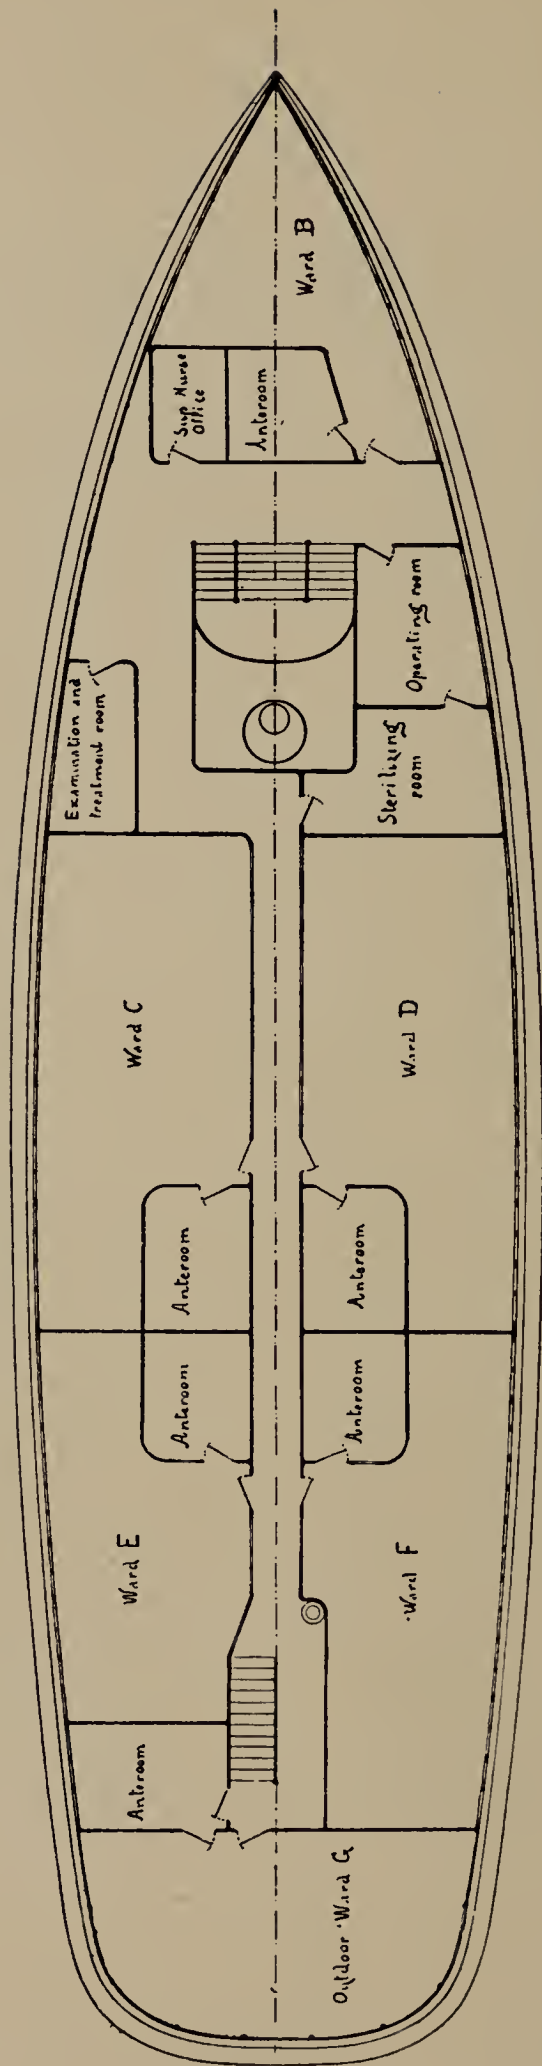 Ward B
Sup Nurse
Office
Anteroom
Operating room
Examination and
treatment room
Sterilizing
room
Ward C
Ward D
Anteroom
Anteroom
Anteroom
Anteroom
Ward E
Ward F
Anteroom
Outdoor Ward G